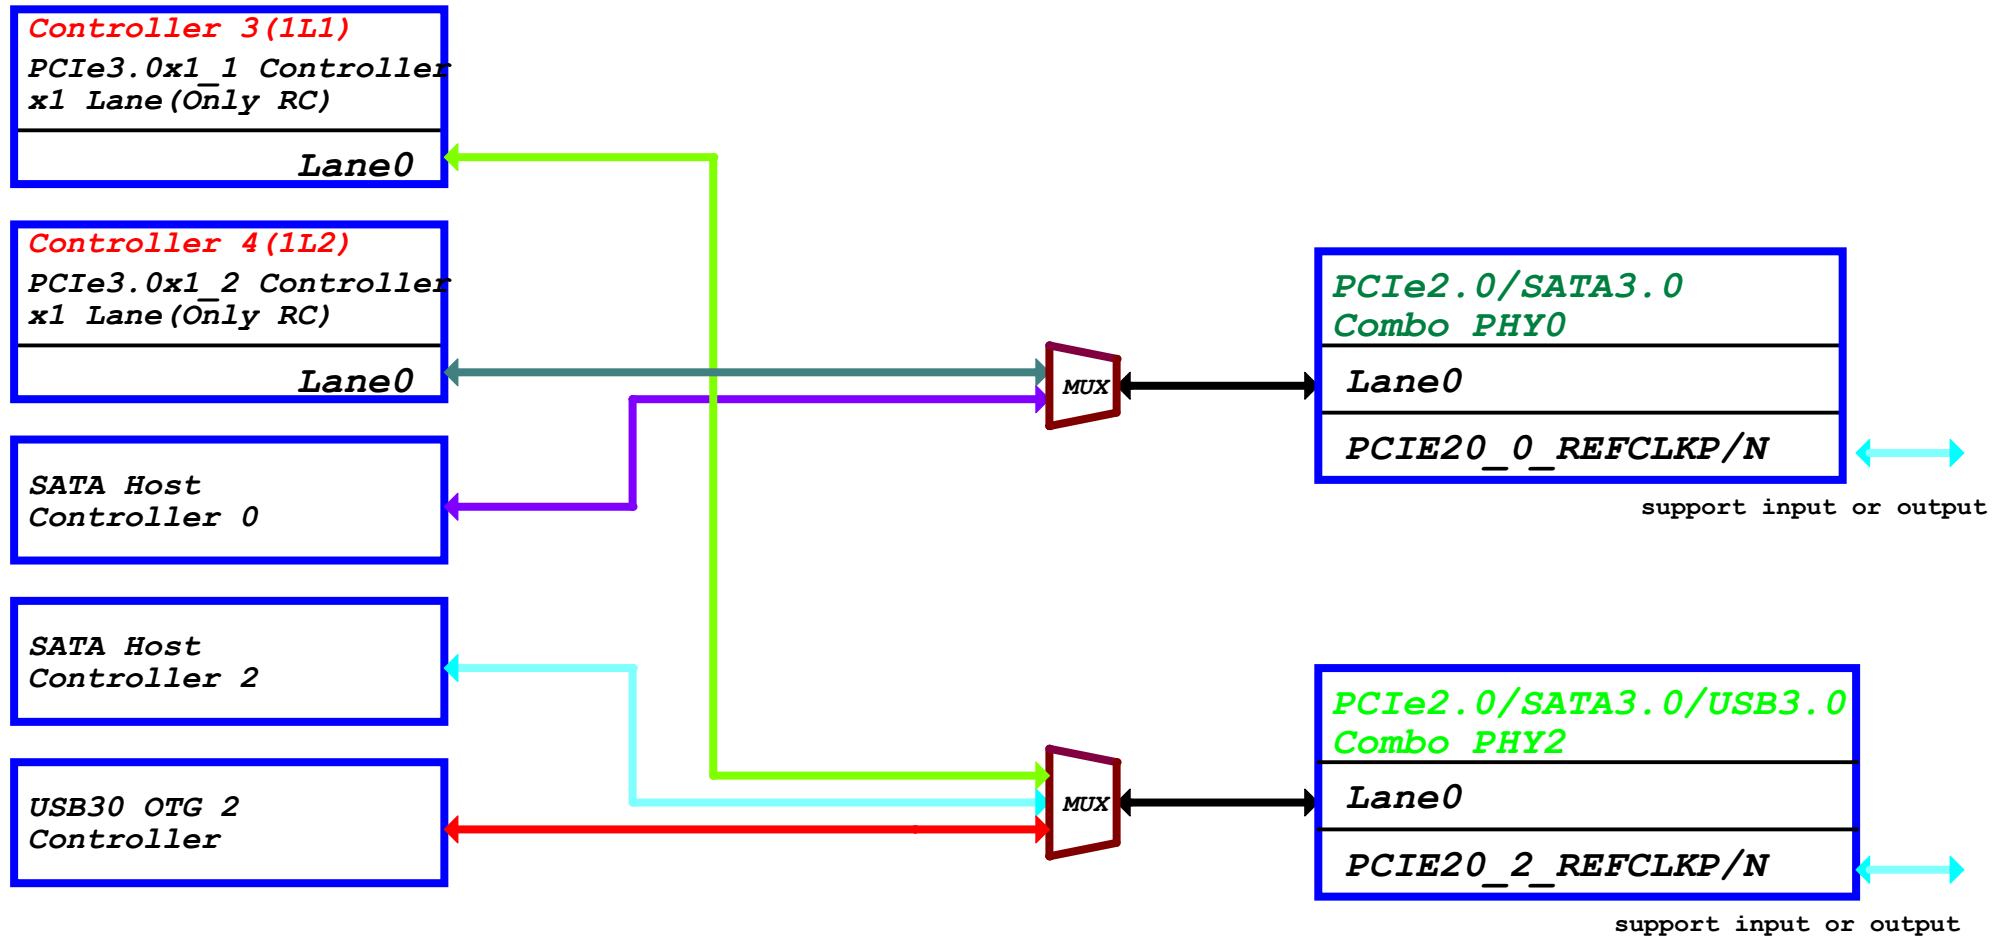 Controller 3(1L1)
PCIe3.0x1_1 Controller
x1 Lane(Only RC)
Lane0
Controller 4(1L2)
PCIe3.0x1_2 Controller
x1 Lane(Only RC)
Lane0
SATA Host
Controller 0
SATA Host
Controller 2
USB30 OTG 2
Controller
MUX
MUX
PCIe2.0/SATA3.0
Combo PHY0
Lane0
PCIE20_0_REFCLKP/N
support input or output
PCIe2.0/SATA3.0/USB3.0
Combo PHY2
Lane0
PCIE20_2_REFCLKP/N
support input or output